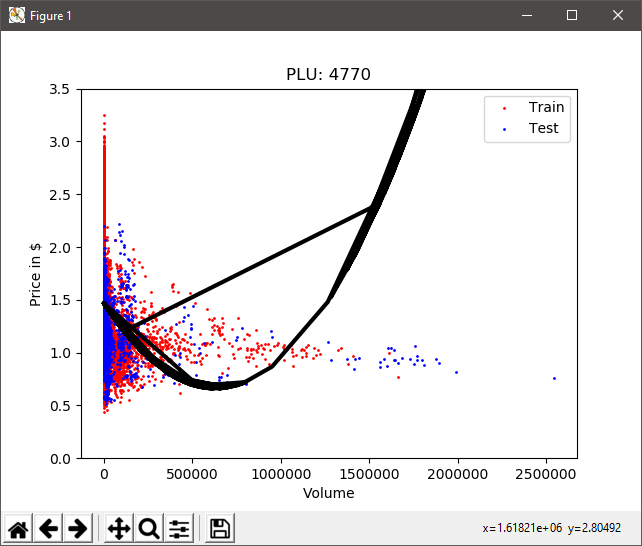 Figure 1
PLU: 4770
Train
Test
Price in $
3.5
3.0
2.5
2.0
1.5
1.0
0.5
0.0
0 500000 1000000 1500000 2000000 2500000
Volume
x=1.61821e+06 y=2.80492